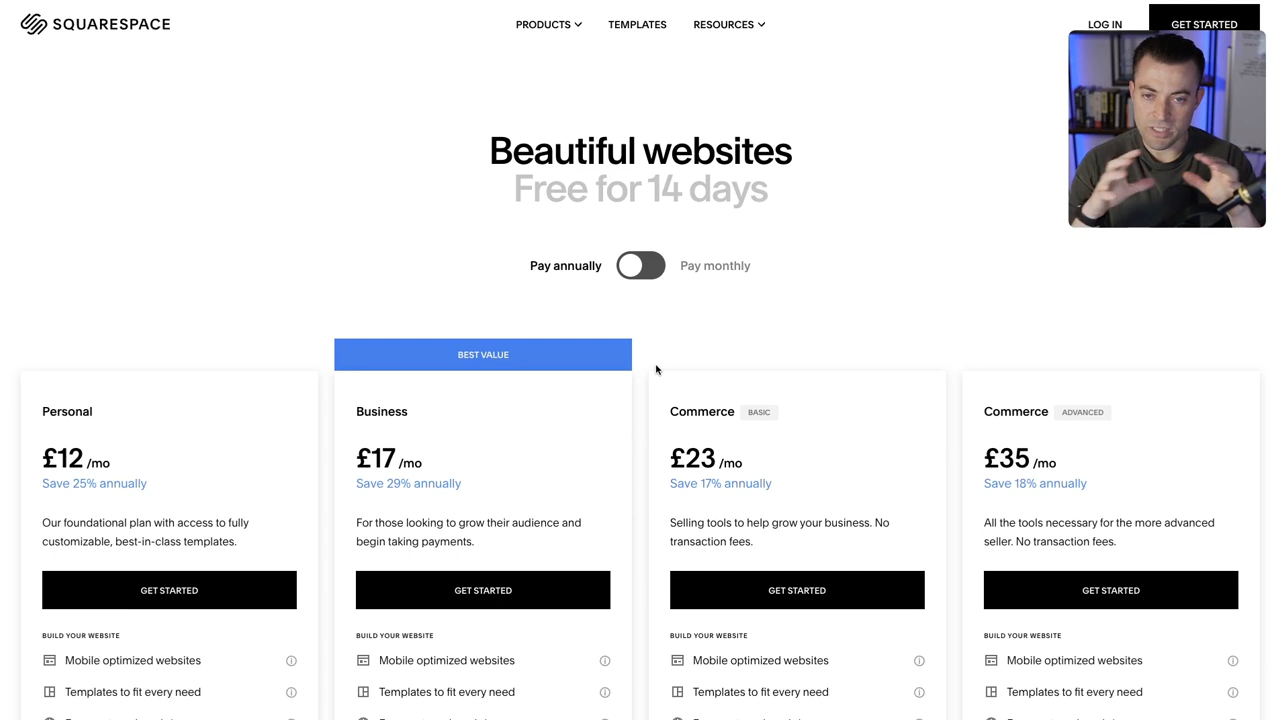 SQUARESPACE
PRODUCTS
TEMPLATES
RESOURCES
LOG IN
GET STARTED
Beautiful websites
Free for 14 days
Pay annually
Pay monthly
BEST VALUE
Personal
£12 /mo
Save 25% annually
Our foundational plan with access to fully
customizable, best-in-class templates.
GET STARTED
BUILD YOUR WEBSITE
Mobile optimized websites
Templates to fit every need
Business
£17 /mo
Save 29% annually
For those looking to grow their audience and
begin taking payments.
GET STARTED
BUILD YOUR WEBSITE
Mobile optimized websites
Templates to fit every need
Commerce BASIC
£23 /mo
Save 17% annually
Selling tools to help grow your business. No
transaction fees.
GET STARTED
BUILD YOUR WEBSITE
Mobile optimized websites
Templates to fit every need
Commerce ADVANCED
£35 /mo
Save 18% annually
All the tools necessary for the more advanced
seller. No transaction fees.
GET STARTED
BUILD YOUR WEBSITE
Mobile optimized websites
Templates to fit every need